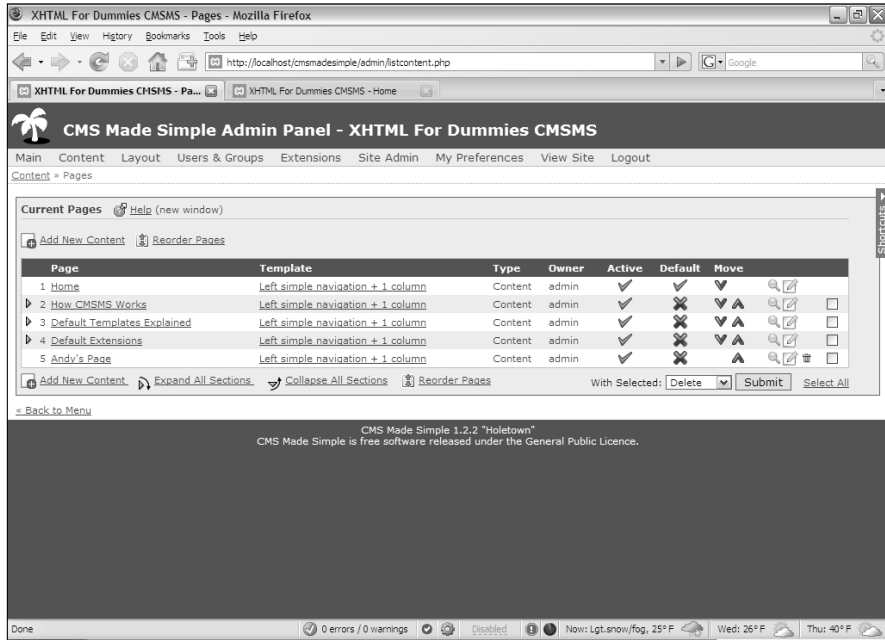 XHTML For Dummies CMSMS - Pages - Mozilla Firefox
File Edit View History Bookmarks Tools Help
http://localhost/cmsmadesimple/admin/listcontent.php
G Google
XHTML For Dummies CMSMS - Pa... XHTML For Dummies CMSMS - Home
CMS Made Simple Admin Panel - XHTML For Dummies CMSMS
Main Content Layout Users & Groups Extensions Site Admin My Preferences View Site Logout
Content » Pages
Shortcuts
Current Pages Help (new window)
Add New Content Reorder Pages
Page Template Type Owner Active Default Move
1 Home Left simple navigation + 1 column Content admin
2 How CMSMS Works Left simple navigation + 1 column Content admin
3 Default Templates Explained Left simple navigation + 1 column Content admin
4 Default Extensions Left simple navigation + 1 column Content admin
5 Andy's Page Left simple navigation + 1 column Content admin
Add New Content Expand All Sections Collapse All Sections Reorder Pages With Selected: Delete Submit Select All
« Back to Menu
CMS Made Simple 1.2.2 "Holetown"
CMS Made Simple is free software released under the General Public Licence.
Done 0 errors / 0 warnings Disabled Now: Lgt.snow/fog, 25° F Wed: 26° F Thu: 40° F